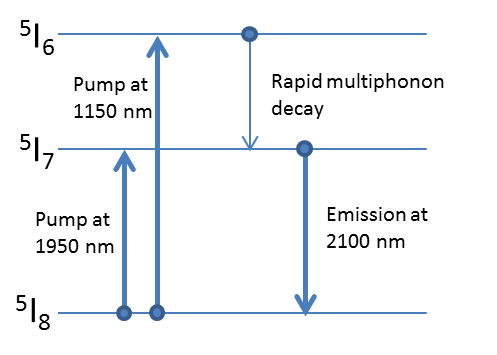 ⁵I₆
Pump at
1150 nm
Rapid multiphonon
decay
⁵I₇
Pump at
1950 nm
Emission at
2100 nm
⁵I₈